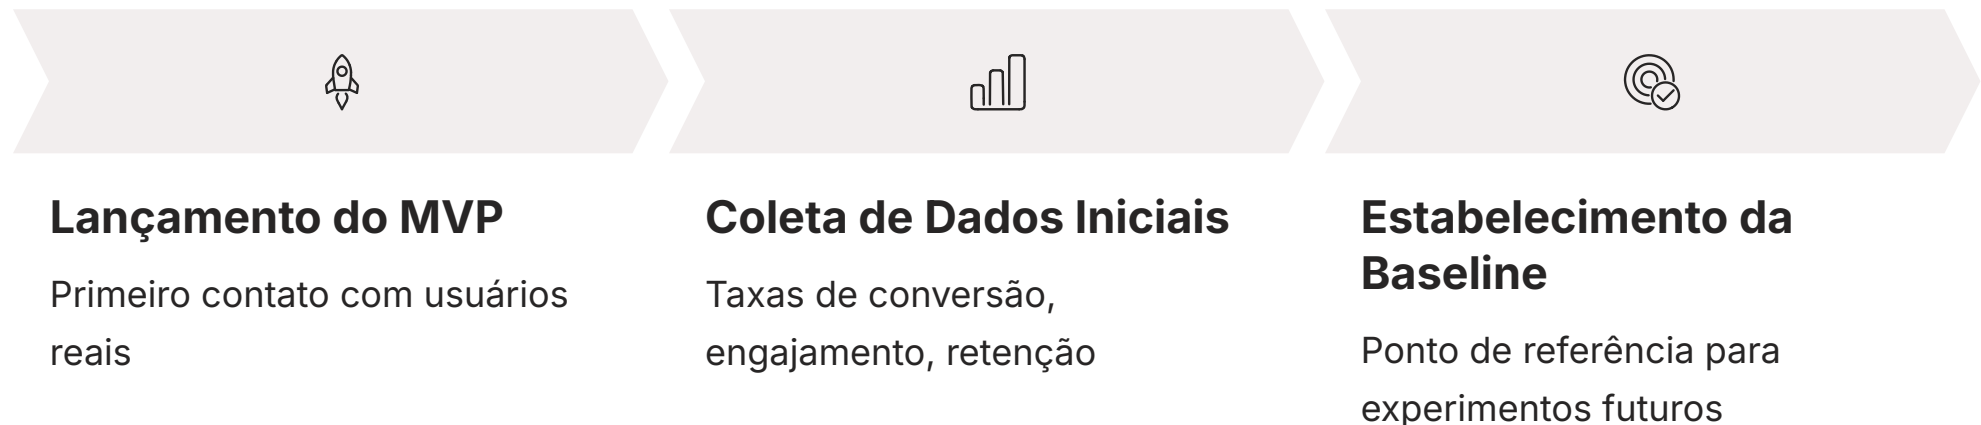 Lançamento do MVP
Primeiro contato com usuários
reais
Coleta de Dados Iniciais
Taxas de conversão,
engajamento, retenção
Estabelecimento da
Baseline
Ponto de referência para
experimentos futuros